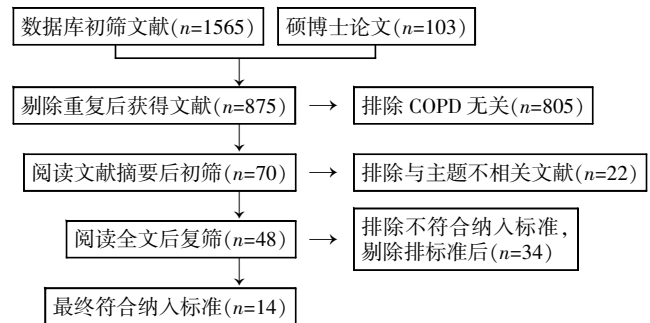 数据库初筛文献(n=1565)
硕博士论文(n=103)
剔除重复后获得文献(n=875)
排除 COPD 无关(n=805)
阅读文献摘要后初筛(n=70)
排除与主题不相关文献(n=22)
阅读全文后复筛(n=48)
排除不符合纳入标准，
剔除排标准后(n=34)
最终符合纳入标准(n=14)